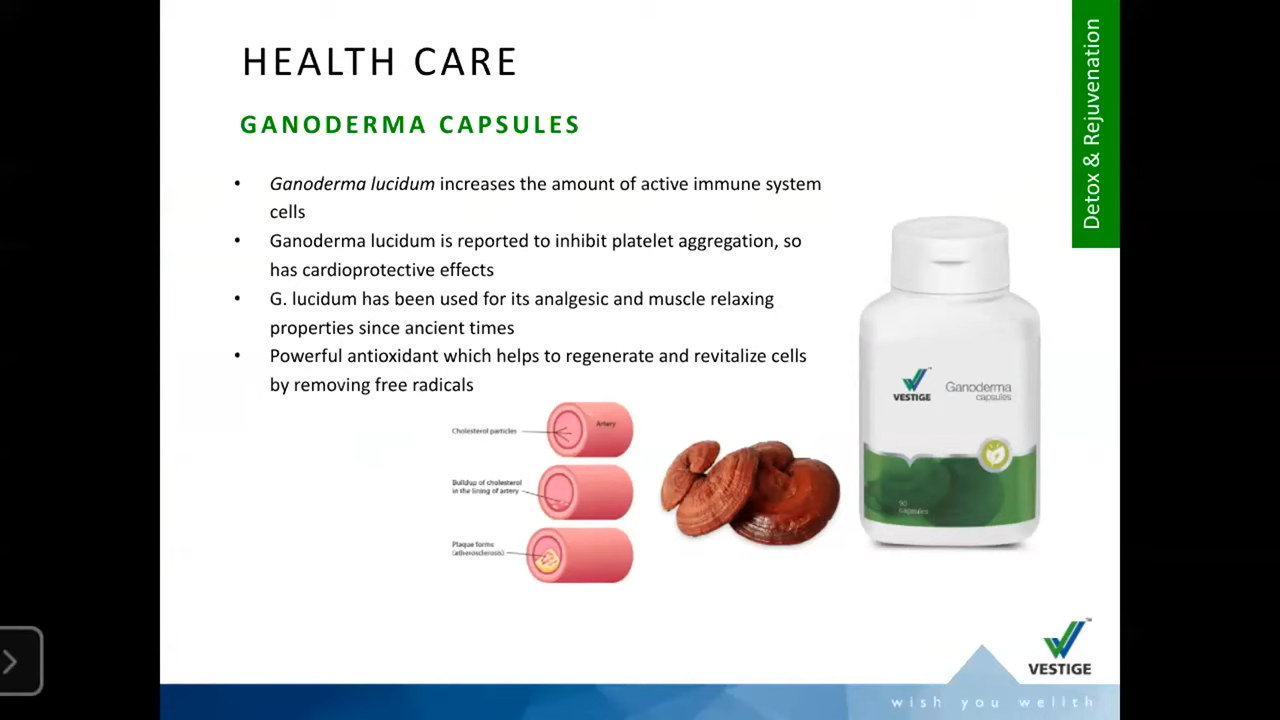 HEALTH CARE
GANODERMA CAPSULES
Detox & Rejuvenation
• Ganoderma lucidum increases the amount of active immune system
cells
• Ganoderma lucidum is reported to inhibit platelet aggregation, so
has cardioprotective effects
• G. lucidum has been used for its analgesic and muscle relaxing
properties since ancient times
• Powerful antioxidant which helps to regenerate and revitalize cells
by removing free radicals
Cholesterol particles
Artery
Buildup of cholesterol
in the lining of artery
Plaque forms
(atherosclerosis)
VESTIGE
Ganoderma
capsules
90
capsules
VESTIGE
wish you wellth